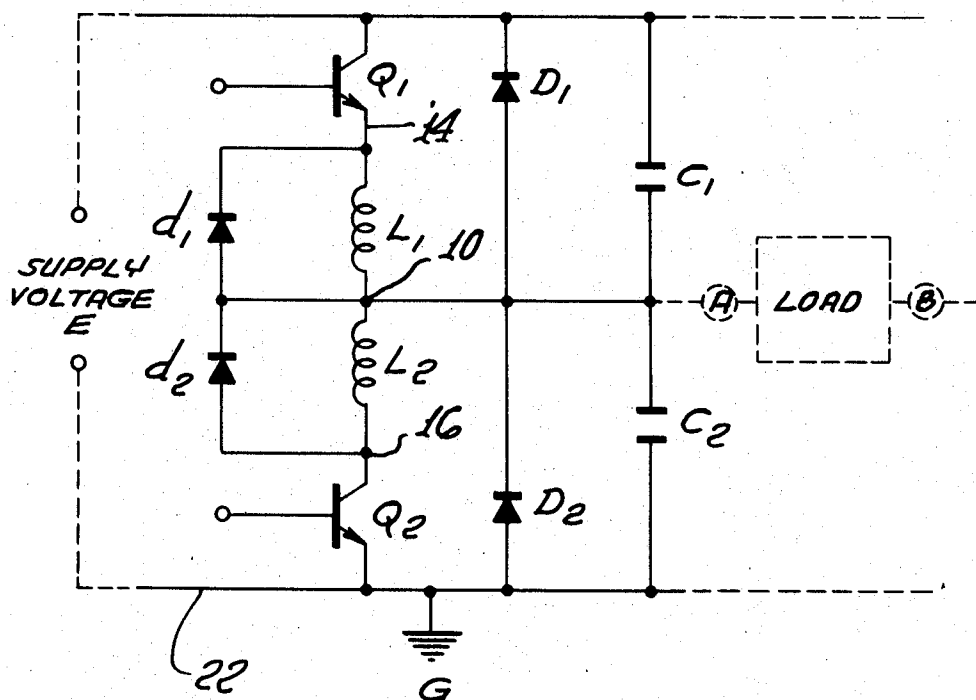 Q1
14
D1
C1
d1
L1
10
SUPPLY
VOLTAGE
E
A
LOAD
B
d2
L2
16
C2
Q2
D2
22
G